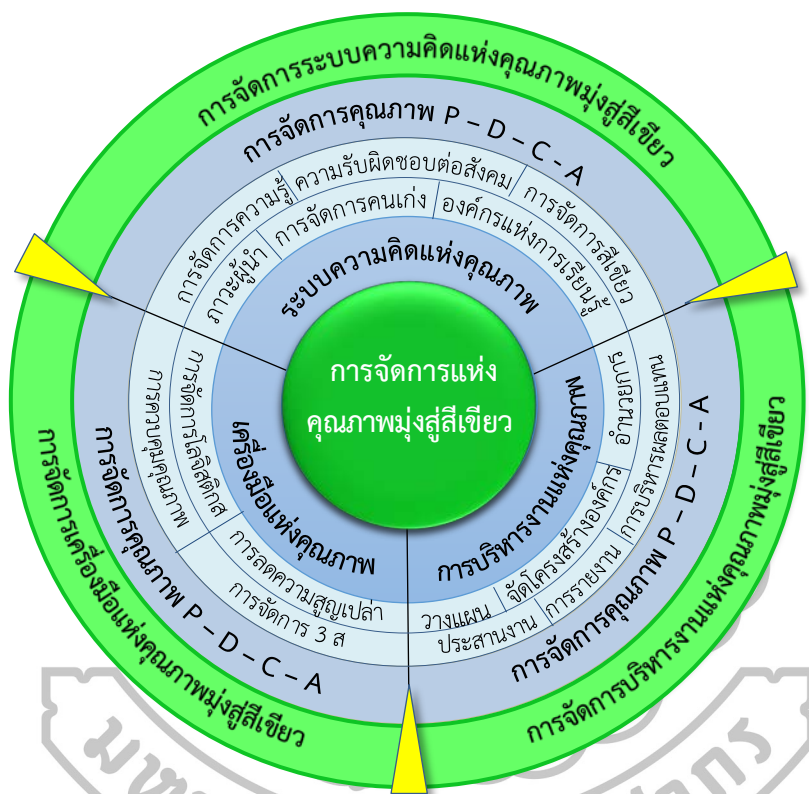 การจัดการระบบความคิดแห่งคุณภาพมุ่งสู่สีเขียว
การจัดการคุณภาพ P – D – C - A
การจัดการความรู้
ความรับผิดชอบต่อสังคม
การจัดการสีเขียว
ภาวะผู้นำ
การจัดการคนเก่ง
องค์กรแห่งการเรียนรู้
ระบบความคิดแห่งคุณภาพ
การจัดการแห่ง
คุณภาพมุ่งสู่สีเขียว
การบริหารงานแห่งคุณภาพ
อำนวยการ
จัดโครงสร้างองค์กร
วางแผน
การบริหารผลตอบแทน
การรายงาน
ประสานงาน
การจัดการคุณภาพ P – D – C - A
การจัดการบริหารงานแห่งคุณภาพมุ่งสู่สีเขียว
เครื่องมือแห่งคุณภาพ
การจัดการโลจิสติกส์
การลดความสูญเปล่า
การควบคุมคุณภาพ
การจัดการ 3 ส
การจัดการคุณภาพ P – D – C - A
การจัดการเครื่องมือแห่งคุณภาพมุ่งสู่สีเขียว